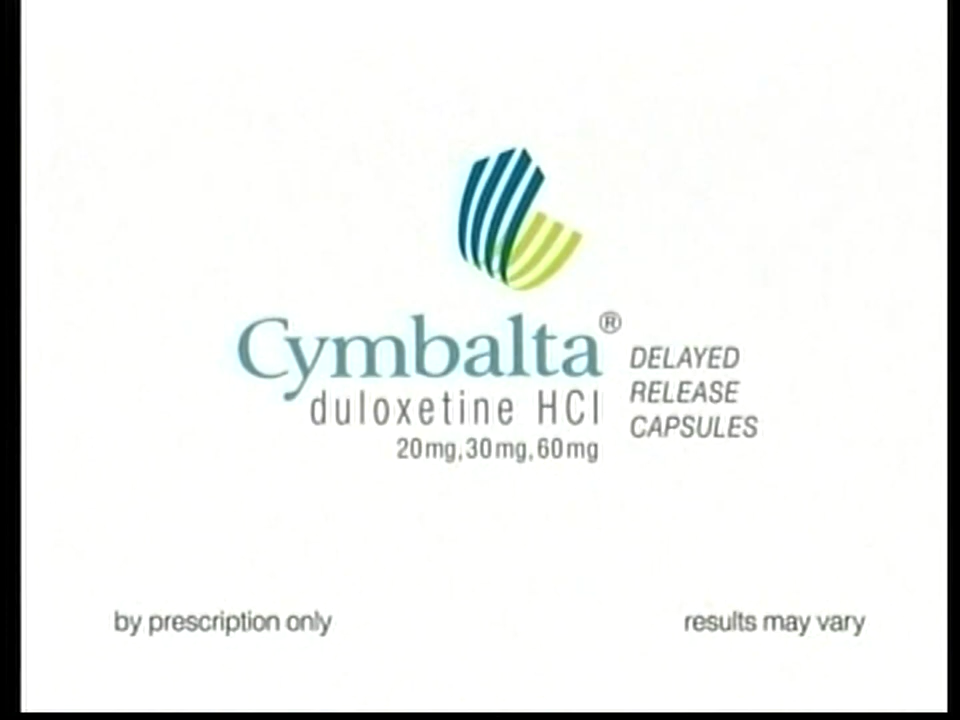 Cymbalta®
duloxetine HCl
20mg,30mg,60mg
DELAYED
RELEASE
CAPSULES
by prescription only
results may vary